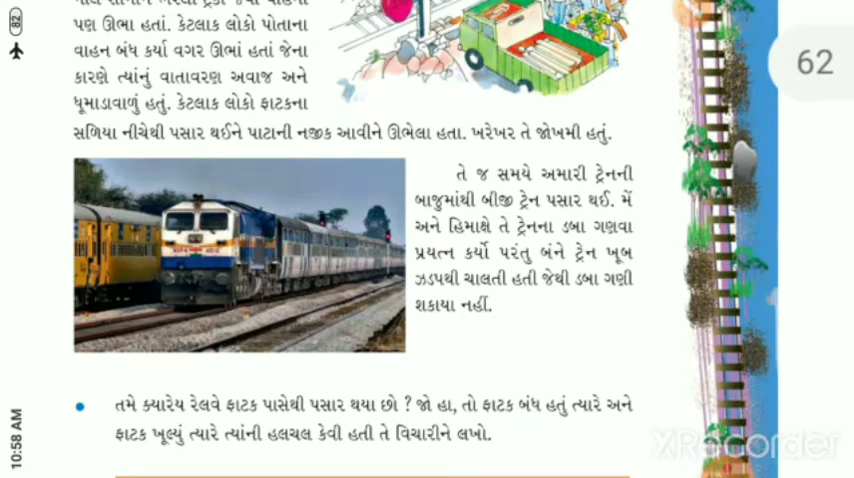 પણ ઊભા હતાં. કેટલાક લોકો પોતાના
વાહન બંધ કર્યા વગર ઊભાં હતાં જેના
કારણે ત્યાંનું વાતાવરણ અવાજ અને
ધૂમાડાવાળું હતું. કેટલાક લોકો ફાટકના
સળિયા નીચેથી પસાર થઈને પાટાની નજીક આવીને ઊભેલા હતા. ખરેખર તે જોખમી હતું.
તે જ સમયે અમારી ટ્રેનની
બાજુમાંથી બીજી ટ્રેન પસાર થઈ. મેં
અને હિમાક્ષે તે ટ્રેનના ડબા ગણવા
પ્રયત્ન કર્યો પરંતુ બંને ટ્રેન ખૂબ
ઝડપથી ચાલતી હતી જેથી ડબા ગણી
શકાયા નહીં.
• તમે ક્યારેય રેલવે ફાટક પાસેથી પસાર થયા છો ? જો હા, તો ફાટક બંધ હતું ત્યારે અને
ફાટક ખૂલ્યું ત્યારે ત્યાંની હલચલ કેવી હતી તે વિચારીને લખો.
62
82
10:58 AM
XRecorder